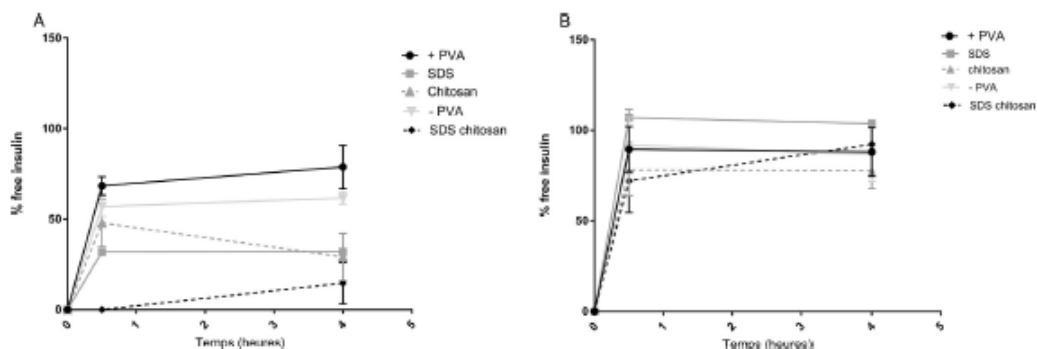 A
150
100
50
0
% free insulin
0 1 2 3 4 5
Temps (heures)
+ PVA
SDS
Chitosan
- PVA
SDS chitosan
B
150
100
50
0
% free insulin
0 1 2 3 4 5
Temps (heures)
+ PVA
SDS
chitosan
- PVA
SDS chitosan